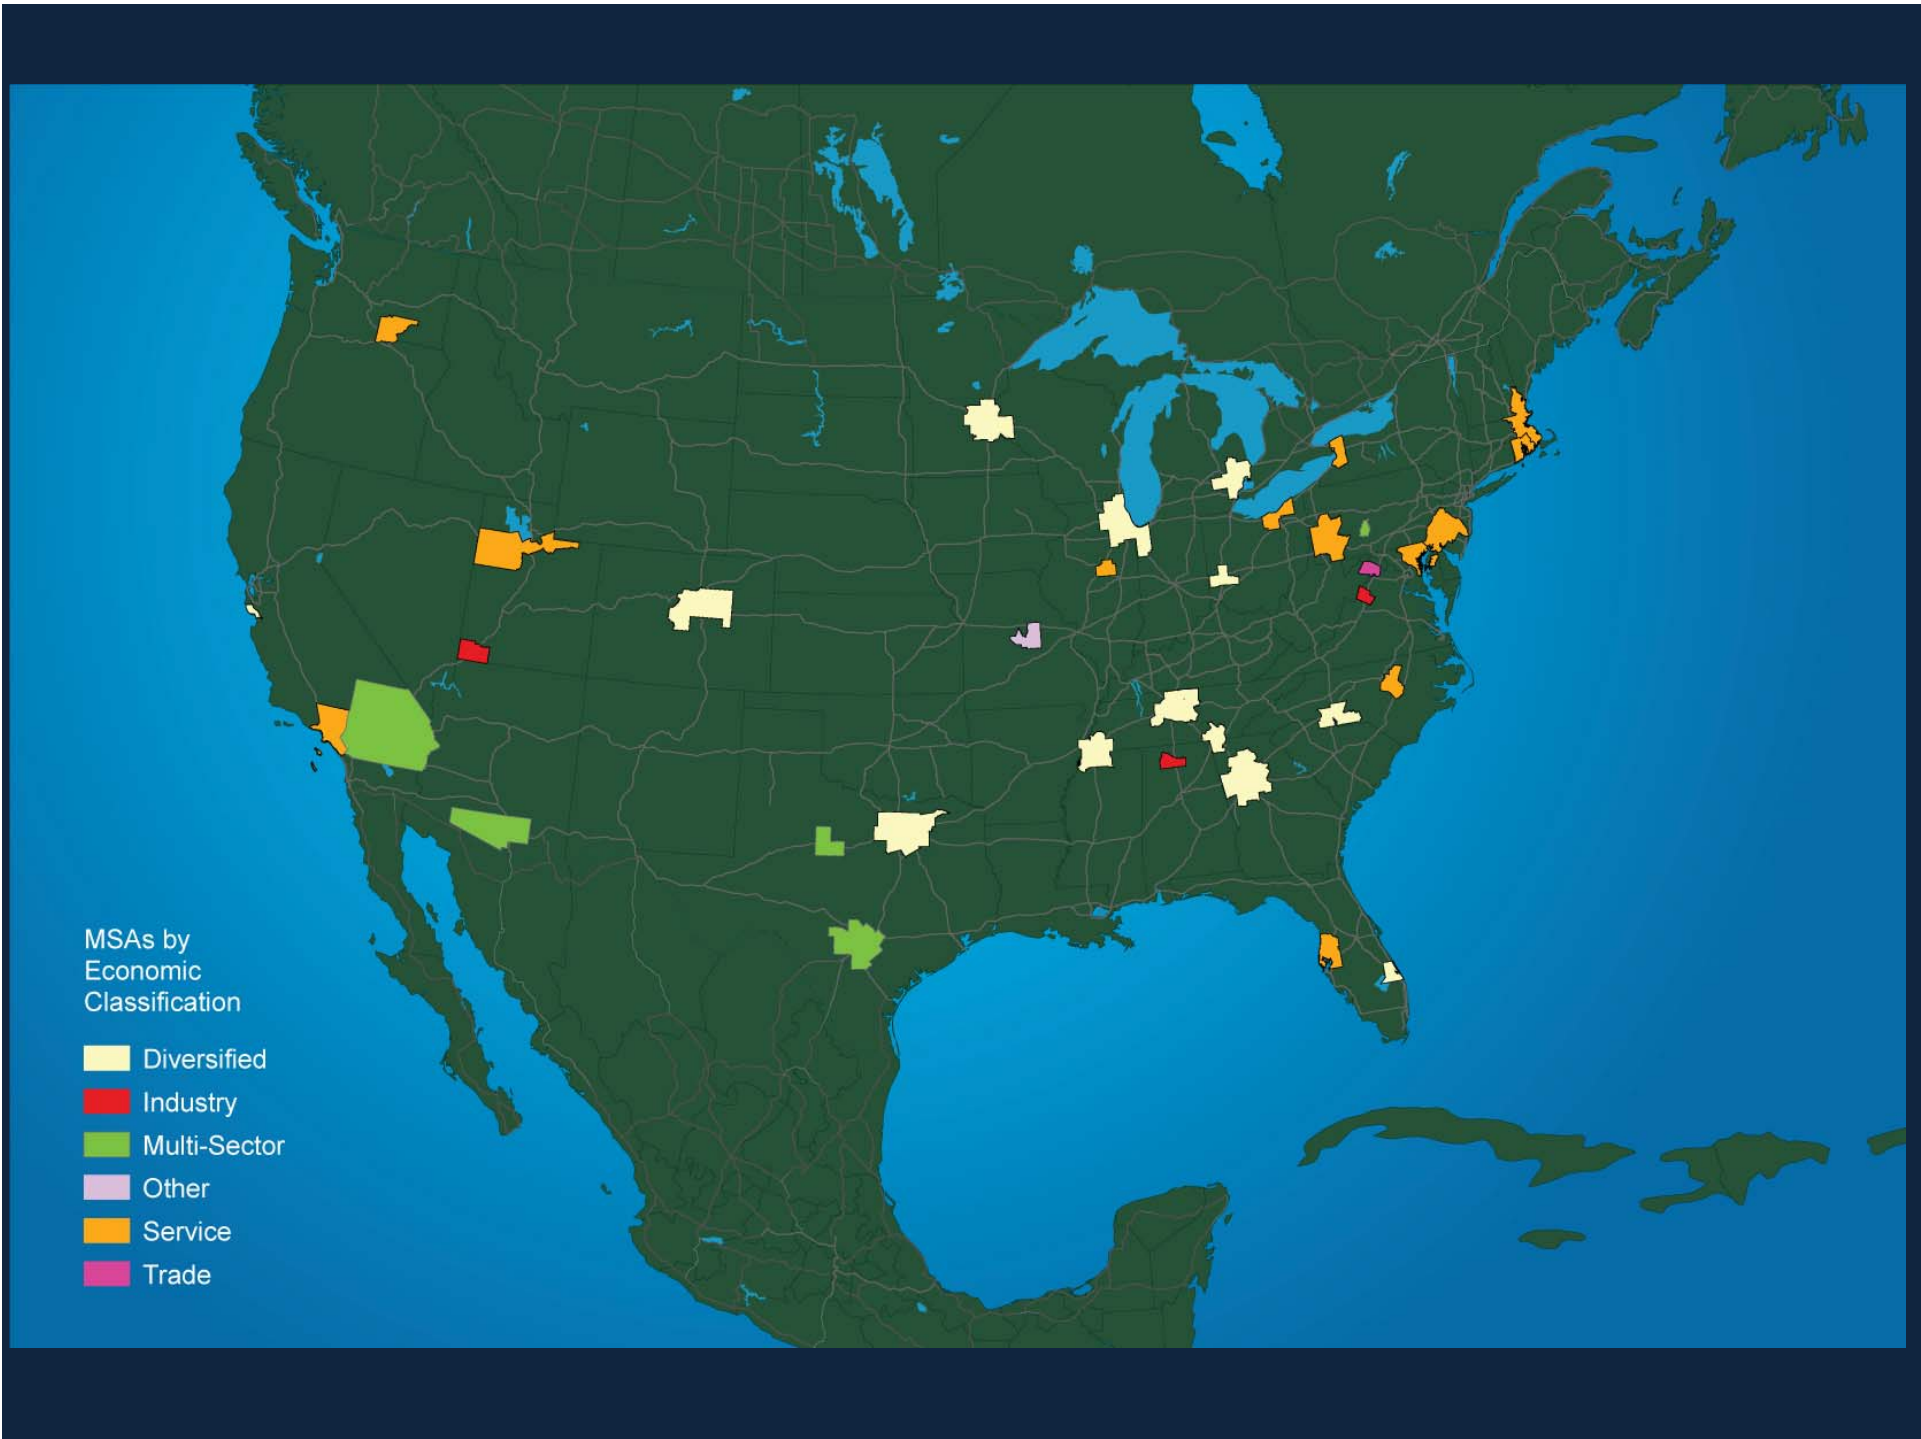 MSAs by
Economic
Classification
Diversified
Industry
Multi-Sector
Other
Service
Trade